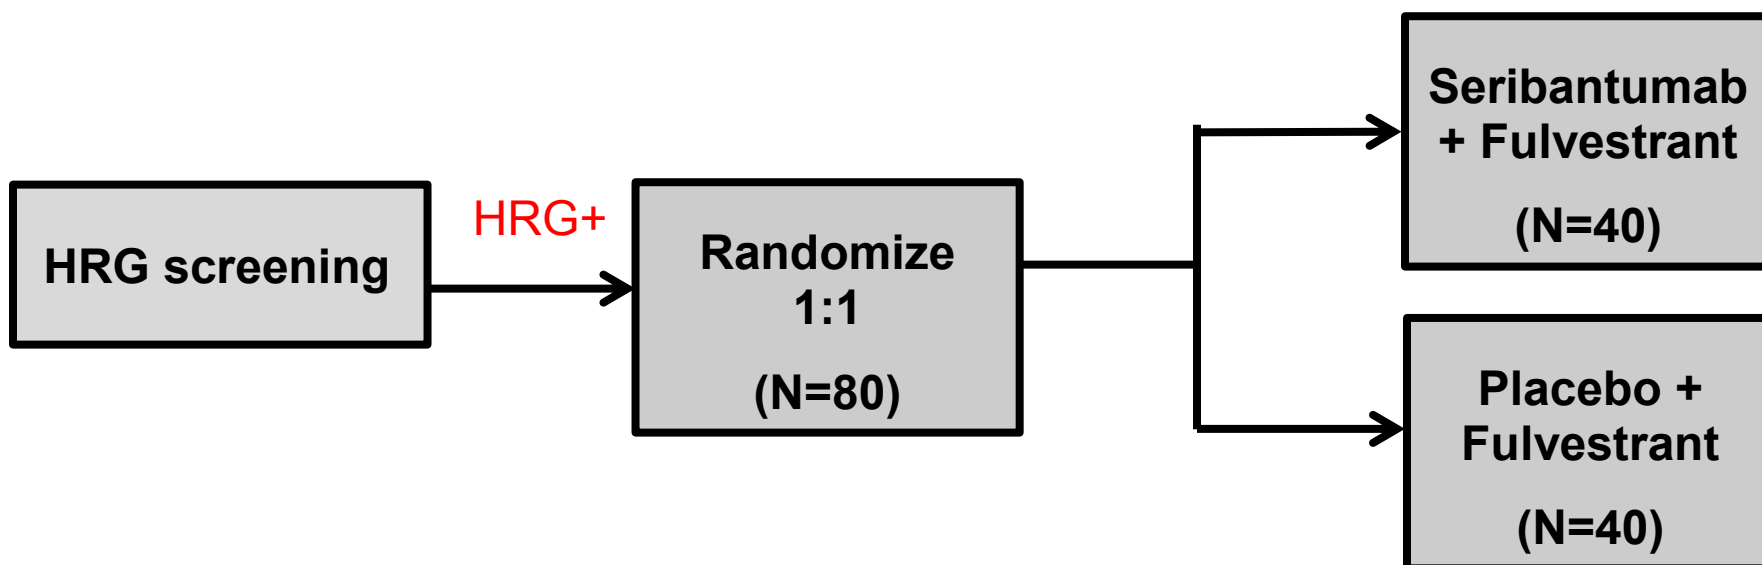 HRG screening
HRG+
Randomize
1:1
(N=80)
Seribantumab
+ Fulvestrant
(N=40)
Placebo +
Fulvestrant
(N=40)